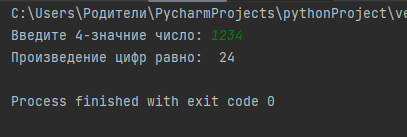 C:\Users\Родители\PycharmProjects\pythonProject\ve
Введите 4-значние число: 1234
Произведение цифр равно:  24
Process finished with exit code 0